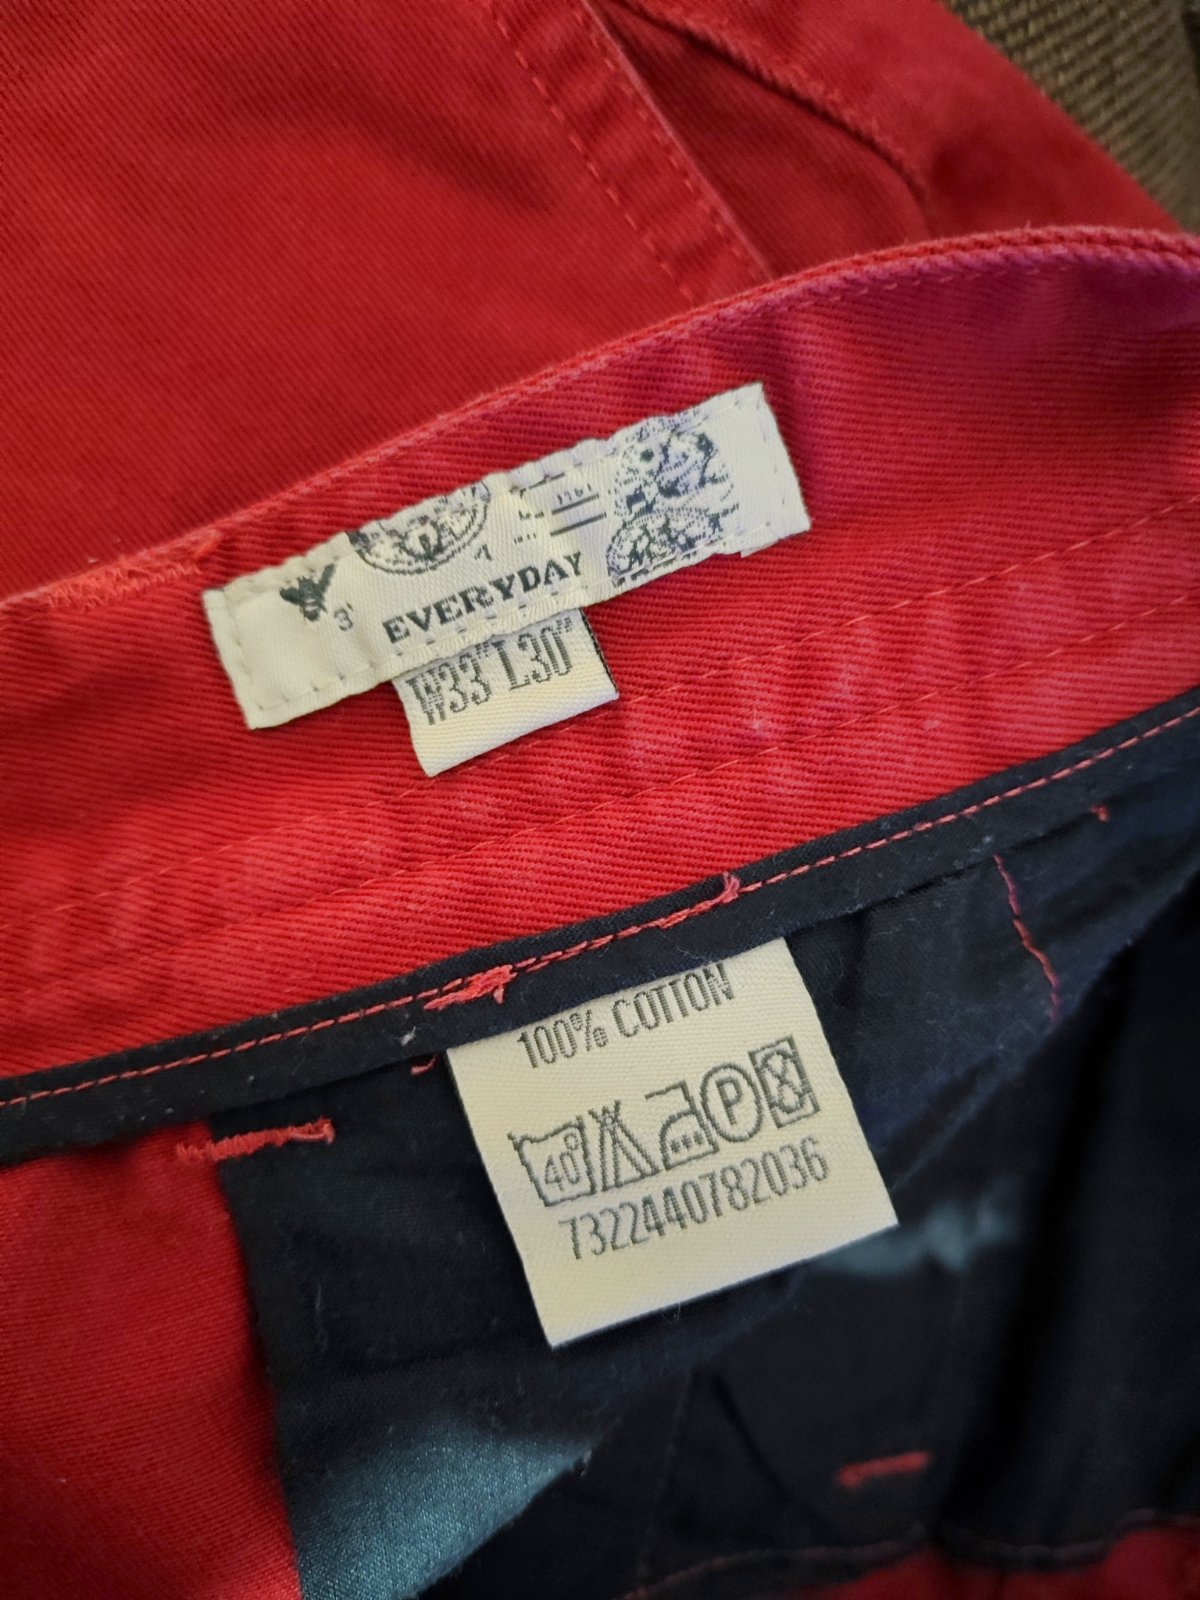 EVERYDAY
W33"L30"
100% COTTON
40° P
7322440782036